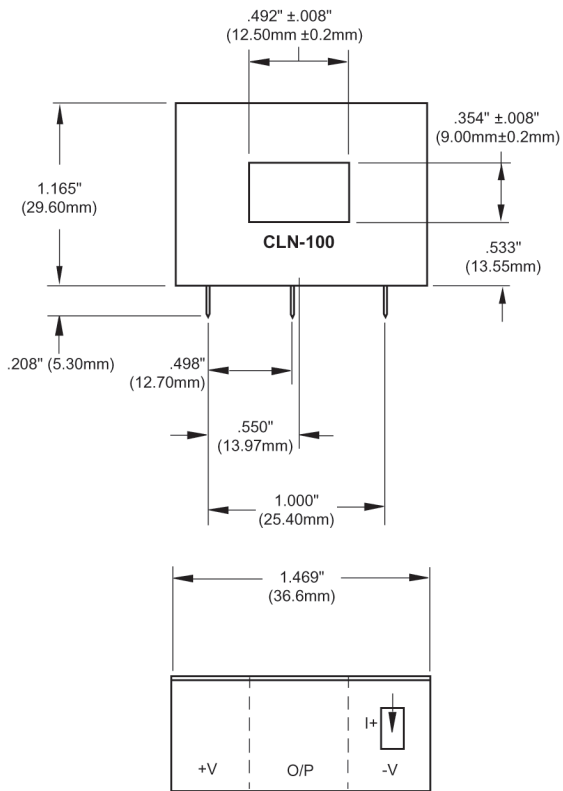 .492" ±.008"
(12.50mm ±0.2mm)
.354" ±.008"
(9.00mm±0.2mm)
1.165"
(29.60mm)
CLN-100
.533"
(13.55mm)
.208" (5.30mm)
.498"
(12.70mm)
.550"
(13.97mm)
1.000"
(25.40mm)
1.469"
(36.6mm)
I+
+V
O/P
-V